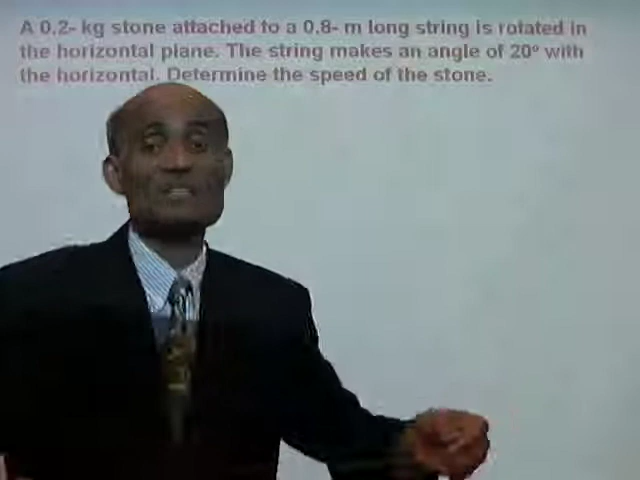 A 0.2- kg stone attached to a 0.8- m long string is rotated in
the horizontal plane. The string makes an angle of 20º with
the horizontal. Determine the speed of the stone.